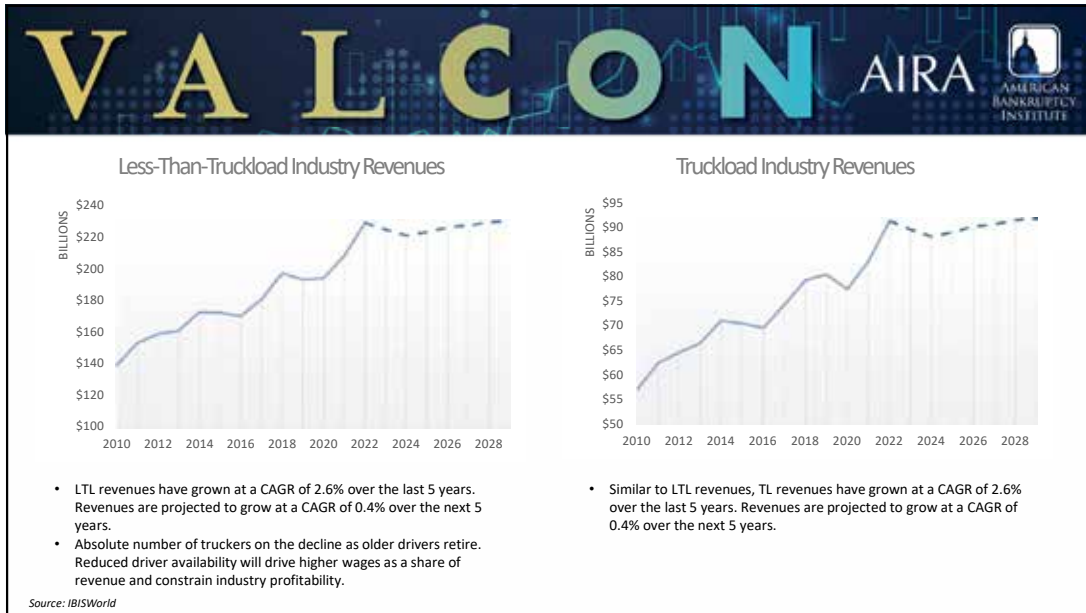 VALCON
AIRA
AMERICAN
BANKRUPTCY
INSTITUTE
Less-Than-Truckload Industry Revenues
BILLIONS
$240
$220
$200
$180
$160
$140
$120
$100
2010 2012 2014 2016 2018 2020 2022 2024 2026 2028
• LTL revenues have grown at a CAGR of 2.6% over the last 5 years.
Revenues are projected to grow at a CAGR of 0.4% over the next 5
years.
• Absolute number of truckers on the decline as older drivers retire.
Reduced driver availability will drive higher wages as a share of
revenue and constrain industry profitability.
Truckload Industry Revenues
BILLIONS
$95
$90
$85
$80
$75
$70
$65
$60
$55
$50
2010 2012 2014 2016 2018 2020 2022 2024 2026 2028
• Similar to LTL revenues, TL revenues have grown at a CAGR of 2.6%
over the last 5 years. Revenues are projected to grow at a CAGR of
0.4% over the next 5 years.
Source: IBISWorld